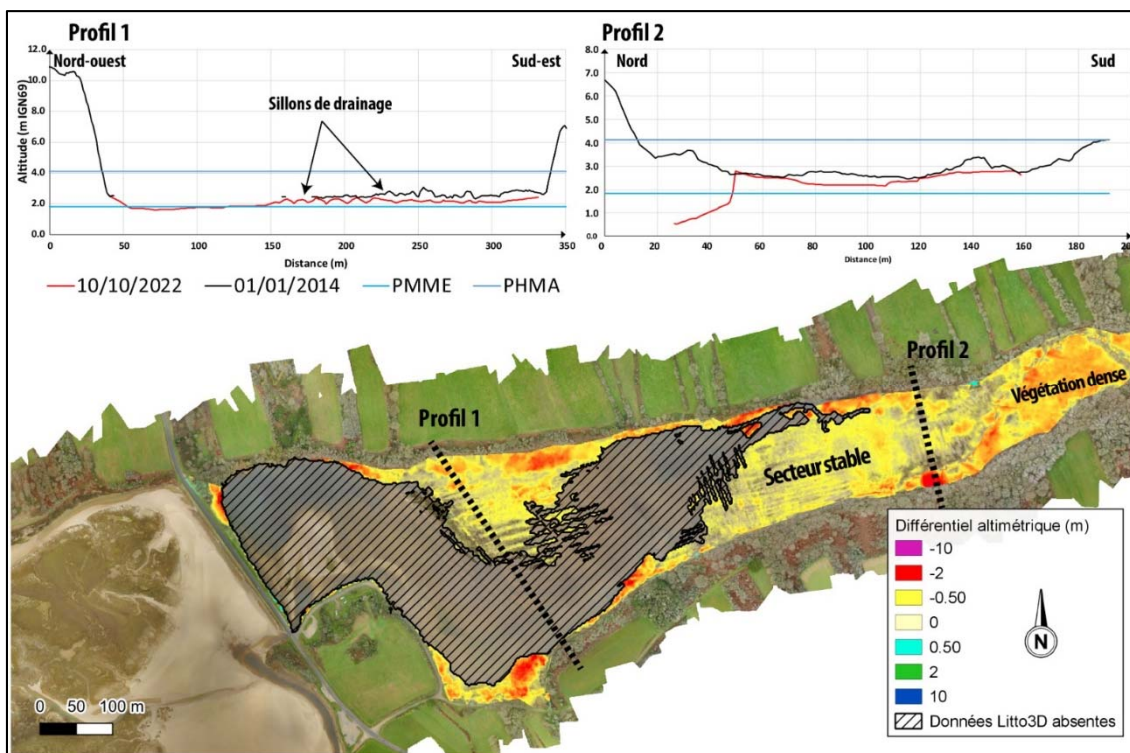 Profil 1
Profil 2
12.0
10.0
8.0
6.0
4.0
2.0
0.0
Altitude (m IGN69)
Nord-ouest
Sud-est
Sillons de drainage
0
50
100
150
200
250
300
350
Distance (m)
8.0
7.0
6.0
5.0
4.0
3.0
2.0
1.0
0.0
Nord
Sud
0
20
40
60
80
100
120
140
160
180
200
Distance (m)
10/10/2022
01/01/2014
PMME
PHMA
Profil 1
Profil 2
Végétation dense
Secteur stable
0 50 100 m
Différentiel altimétrique (m)
-10
-2
-0.50
0
0.50
2
10
Données Litto3D absentes
N